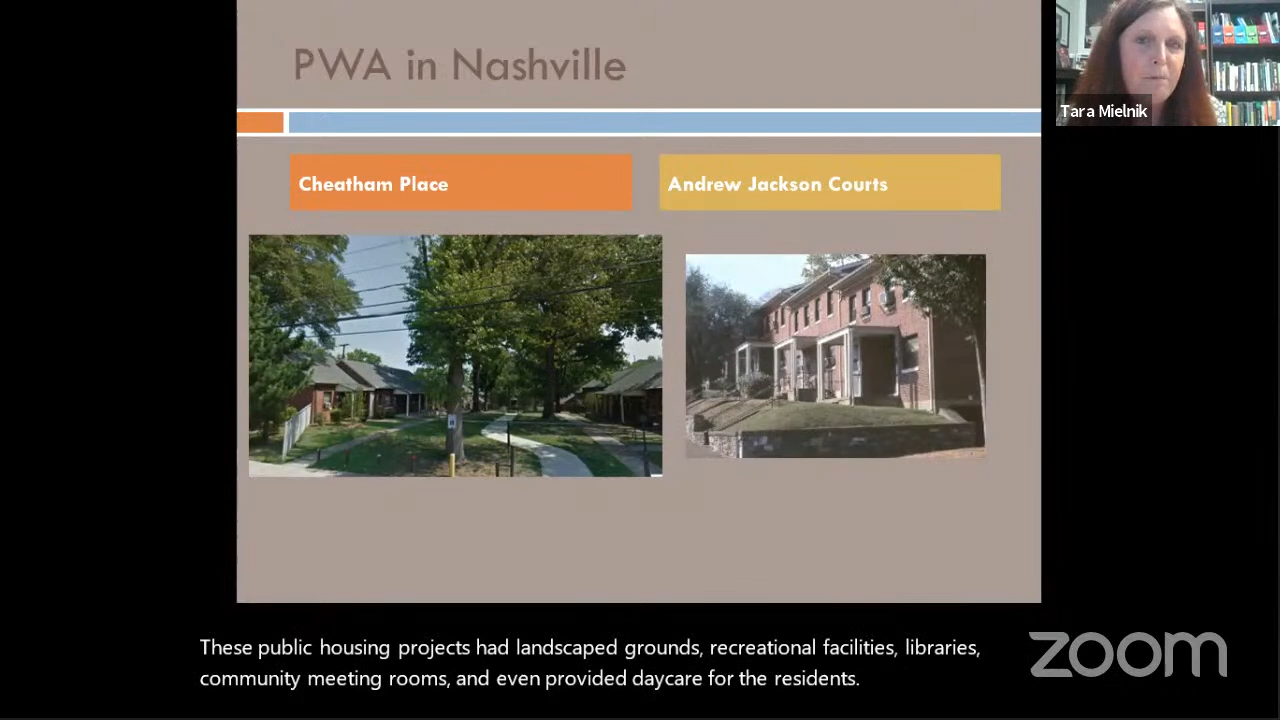 PWA in Nashville
Tara Mielnik
Cheatham Place
Andrew Jackson Courts
These public housing projects had landscaped grounds, recreational facilities, libraries,
community meeting rooms, and even provided daycare for the residents.
zoom